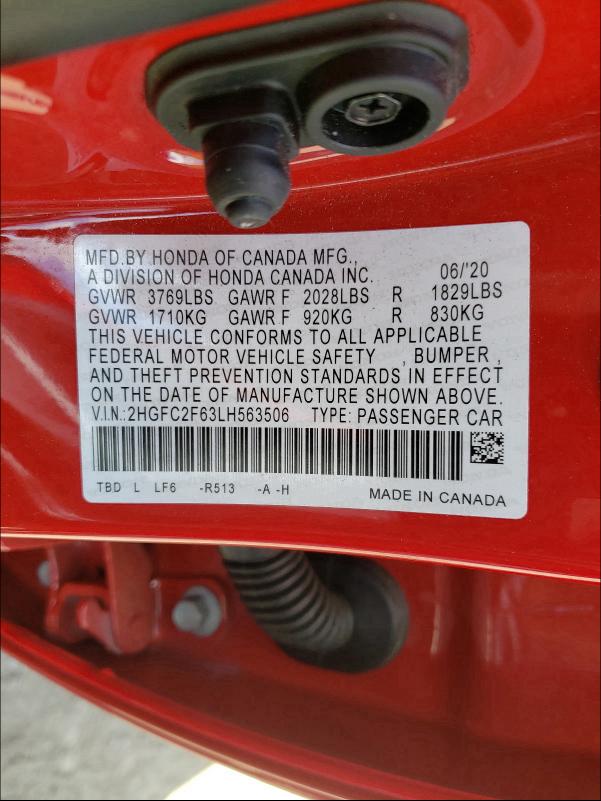 MFD.BY HONDA OF CANADA MFG.,
A DIVISION OF HONDA CANADA INC. 06/'20
GVWR 3769LBS GAWR F 2028LBS R 1829LBS
GVWR 1710KG GAWR F 920KG R 830KG
THIS VEHICLE CONFORMS TO ALL APPLICABLE
FEDERAL MOTOR VEHICLE SAFETY , BUMPER ,
AND THEFT PREVENTION STANDARDS IN EFFECT
ON THE DATE OF MANUFACTURE SHOWN ABOVE.
V.I.N.:2HGFC2F63LH563506 TYPE: PASSENGER CAR
TBD L LF6 -R513 -A -H MADE IN CANADA